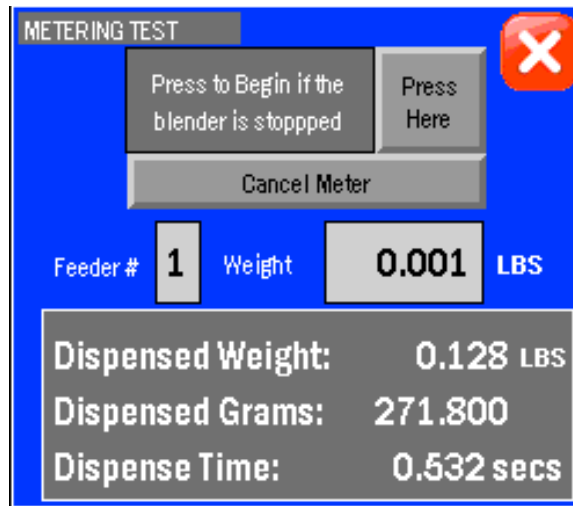 METERING TEST
Press to Begin if the
blender is stoppped
Press
Here
Cancel Meter
Feeder # 1 Weight 0.001 LBS
Dispensed Weight: 0.128 LBS
Dispensed Grams: 271.800
Dispense Time: 0.532 secs